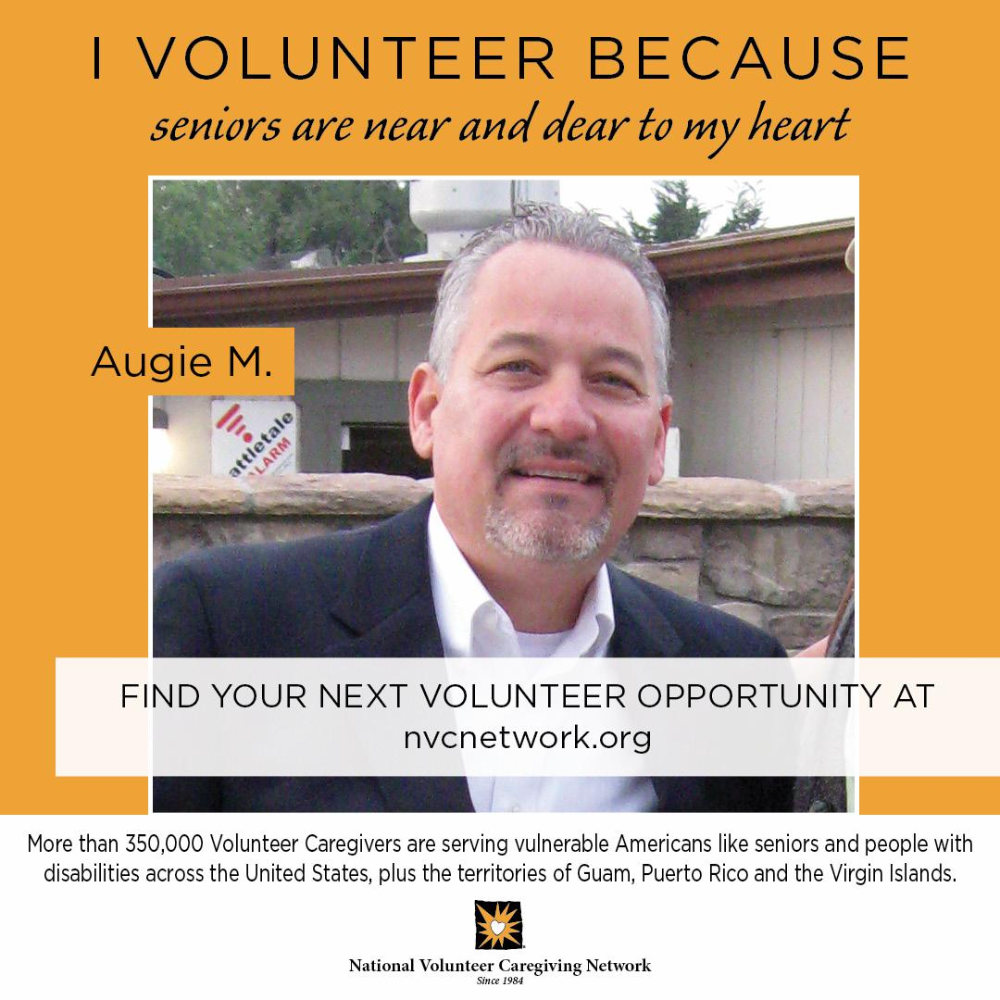 I VOLUNTEER BECAUSE
seniors are near and dear to my heart
Augie M.
attletale
ALARM
FIND YOUR NEXT VOLUNTEER OPPORTUNITY AT
nvcnetwork.org
More than 350,000 Volunteer Caregivers are serving vulnerable Americans like seniors and people with
disabilities across the United States, plus the territories of Guam, Puerto Rico and the Virgin Islands.
National Volunteer Caregiving Network
Since 1984